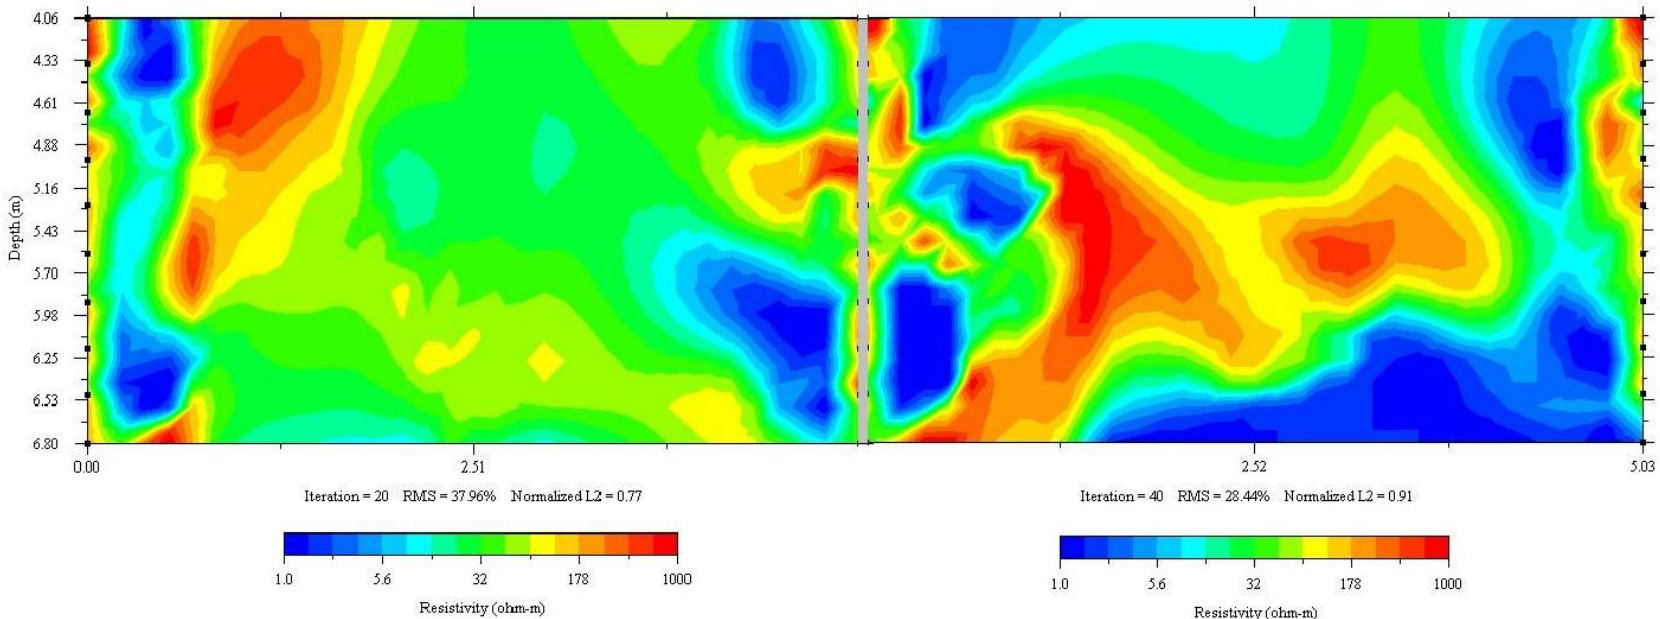 4.06
4.33
4.61
4.88
5.16
5.43
5.70
5.98
6.25
6.53
6.80
Depth (m)
0.00 2.51 2.52 5.03
Iteration = 20 RMS = 37.96% Normalized L2 = 0.77
Iteration = 40 RMS = 28.44% Normalized L2 = 0.91
1.0 5.6 32 178 1000
Resistivity (ohm-m)
1.0 5.6 32 178 1000
Resistivity (ohm-m)